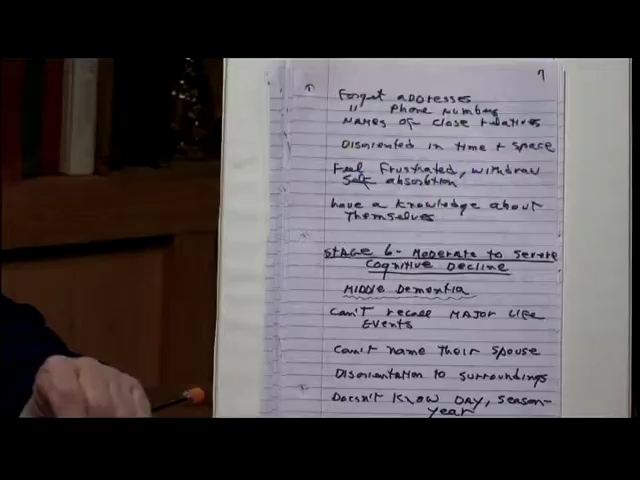 7
Forget addresses
" Phone numbers
Names of close relatives
Disoriented in time + space
Feel Frustrated, withdraw
Self absorbtion
have a knowledge about
Themselves
STAGE 6 - Moderate to Severe
Cognitive Decline
MIDDLE Dementia
Can't recall MAJOR LIFE
Events
Can't name their spouse
Disorientation to surroundings
Doesn't KNOW DAY, season-
year